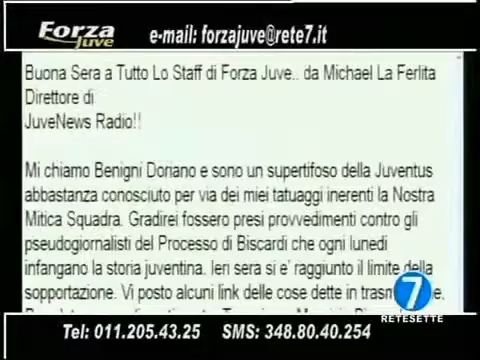 Forza
Juve
e-mail: forzajuve@rete7.it
Buona Sera a Tutto Lo Staff di Forza Juve.. da Michael La Ferlita
Direttore di
JuveNews Radio!!
Mi chiamo Benigni Doriano e sono un supertifoso della Juventus
abbastanza conosciuto per via dei miei tatuaggi inerenti la Nostra
Mitica Squadra. Gradirei fossero presi provvedimenti contro gli
pseudogiornalisti del Processo di Biscardi che ogni lunedì
infangano la storia juventina. Ieri sera si e' raggiunto il limite della
sopportazione. Vi posto alcuni link delle cose dette in trasm ne.
7
RETESETTE
Tel: 011.205.43.25 SMS: 348.80.40.254